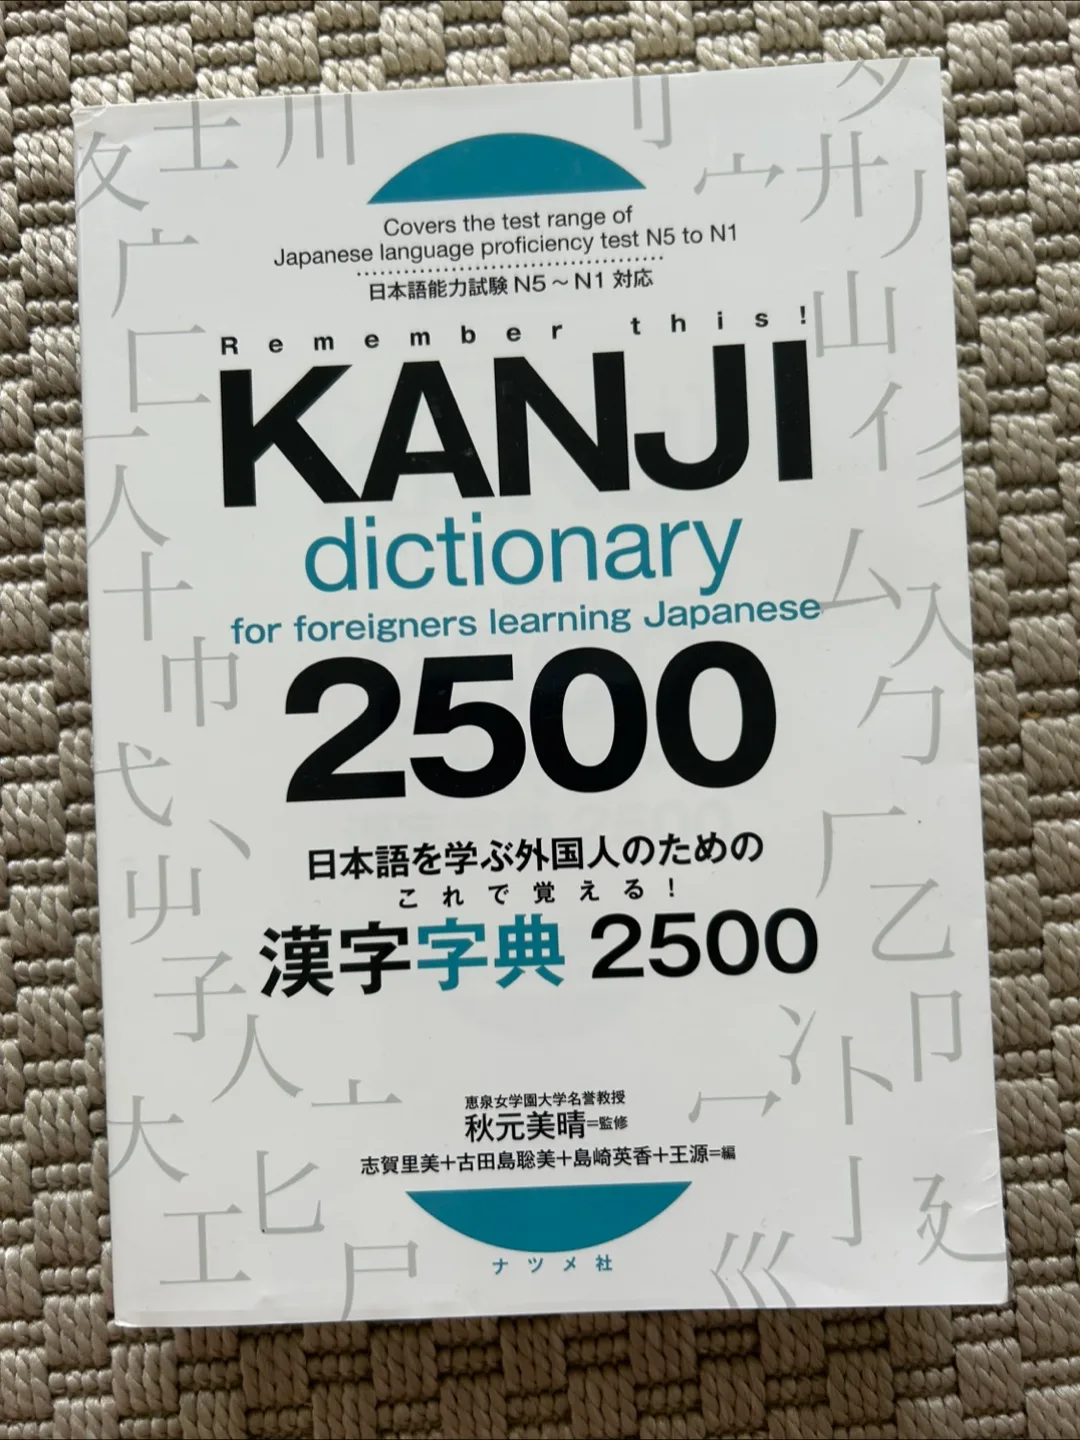 Covers the test range of
Japanese language proficiency test N5 to N1
日本語能力試験 N5～N1 対応
Remember this!
KANJI
dictionary
for foreigners learning Japanese
2500
日本語を学ぶ外国人のための
これで覚える！
漢字字典 2500
恵泉女学園大学名誉教授
秋元美晴=監修
志賀里美+古田島聡美+島崎英香+王源=編
ナツメ社